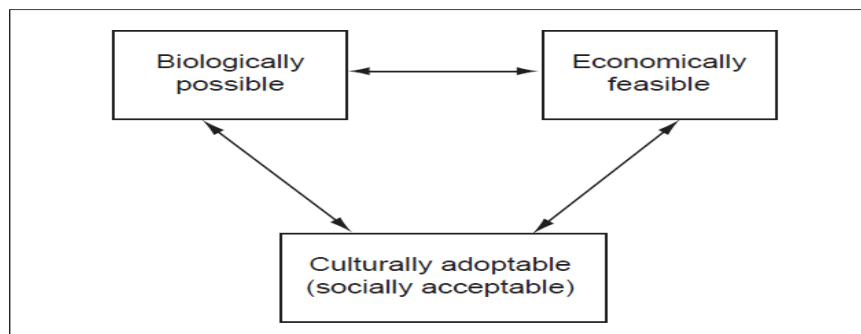 Biologically
possible
Economically
feasible
Culturally adoptable
(socially acceptable)